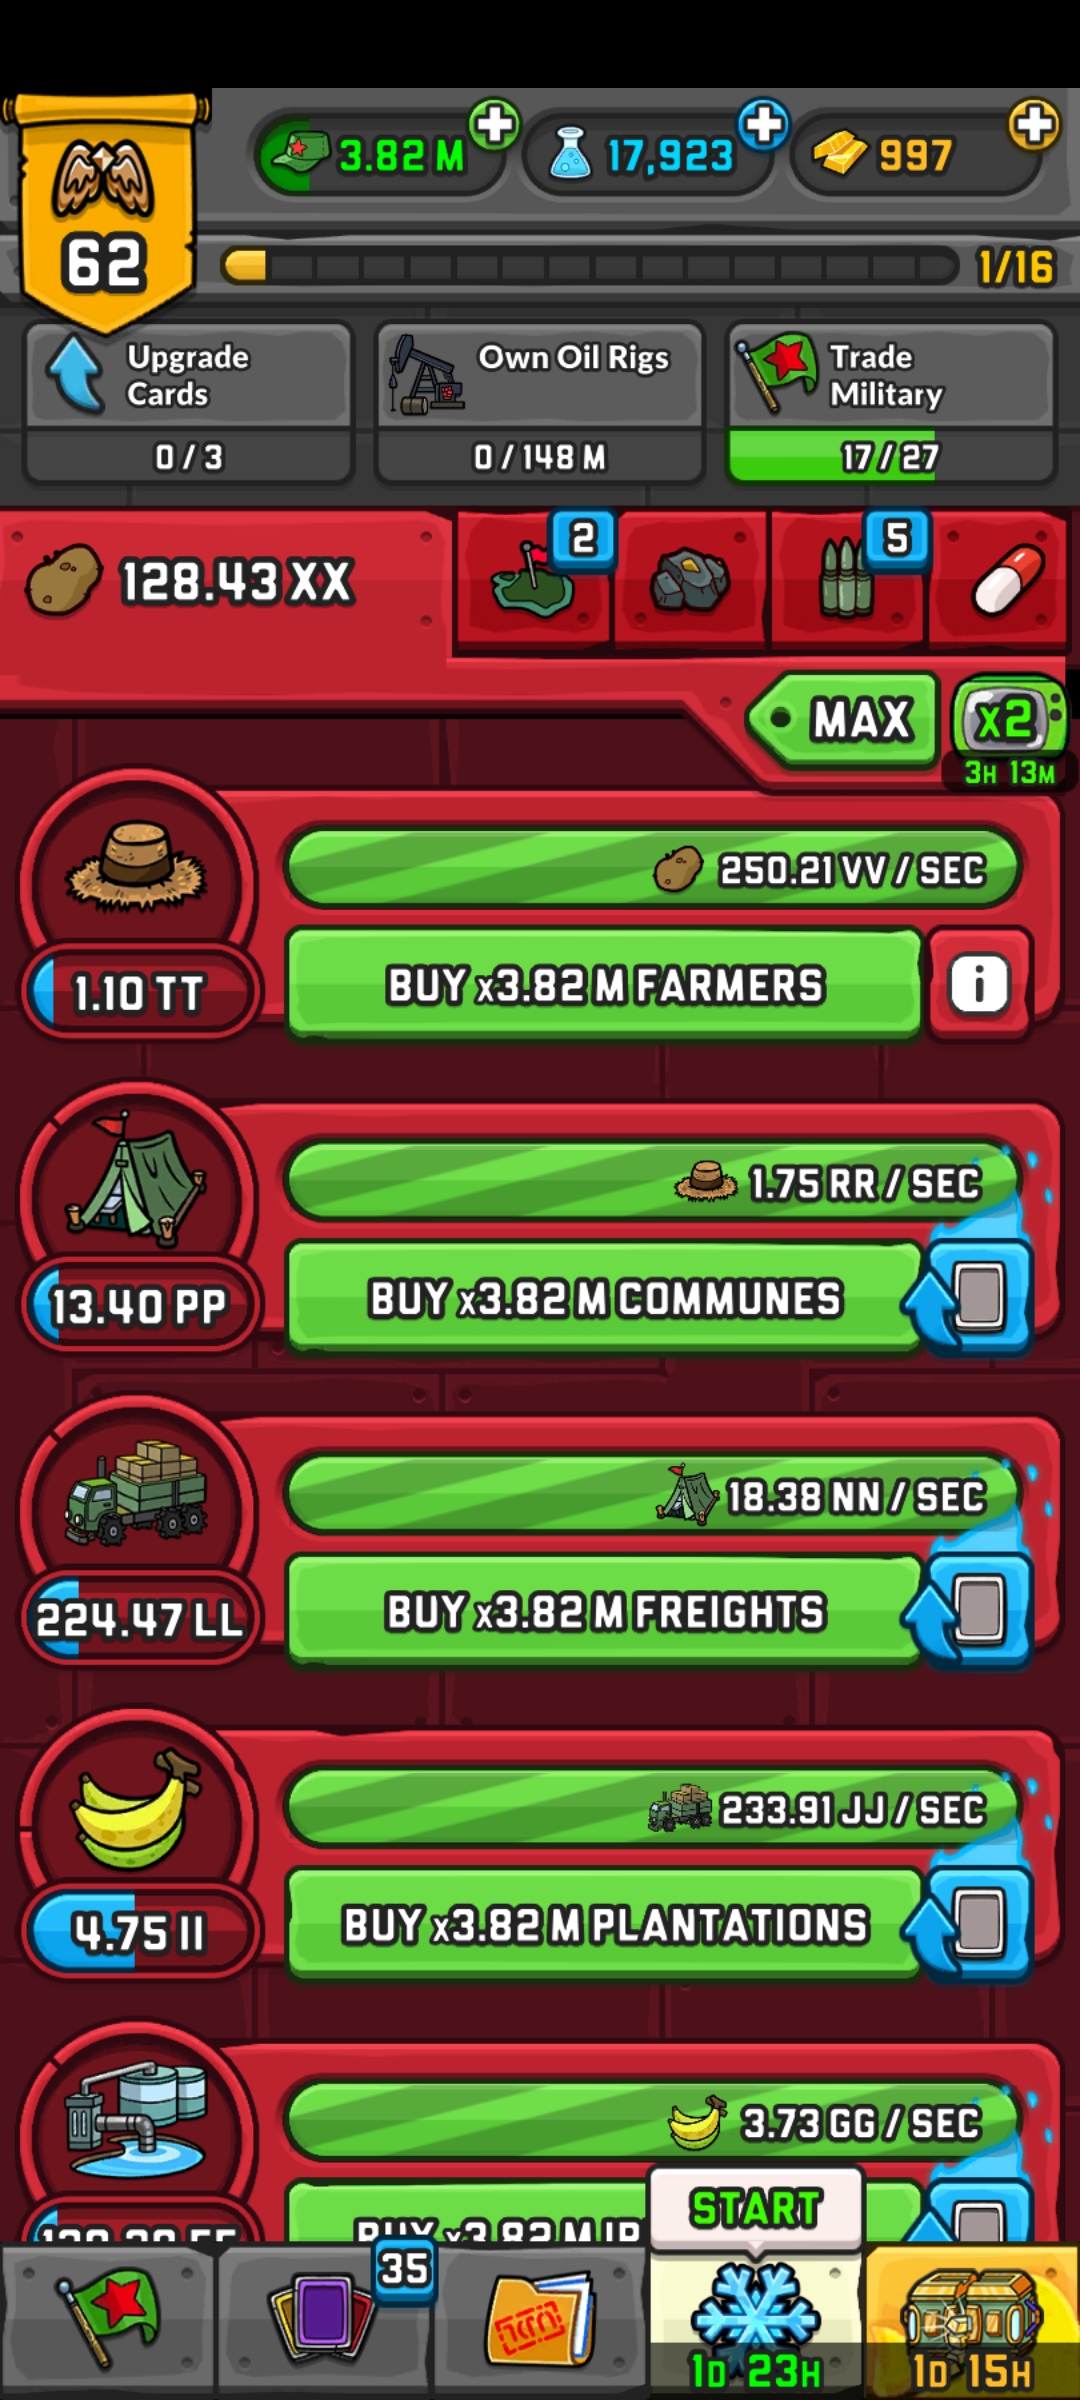 3.82 M
17,923
997
62
1/16
Upgrade
Cards
0 / 3
Own Oil Rigs
0 / 148 M
Trade
Military
17 / 27
128.43 XX
2
5
MAX
x2
3H 13M
250.21 VV / SEC
1.10 TT
BUY x3.82 M FARMERS
i
1.75 RR / SEC
13.40 PP
BUY x3.82 M COMMUNES
18.38 NN / SEC
224.47 LL
BUY x3.82 M FREIGHTS
233.91 JJ / SEC
4.75 II
BUY x3.82 M PLANTATIONS
3.73 GG / SEC
BUY x3.82 M
START
35
1D 23H
1D 15H